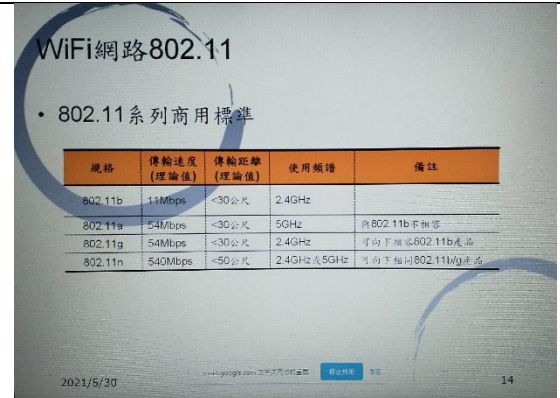 WiFi網路802.11
• 802.11系列商用標準
規格 傳輸速度(理論值) 傳輸距離(理論值) 使用頻譜 備註
802.11b 11Mbps <30公尺 2.4GHz
802.11a 54Mbps <30公尺 5GHz 與802.11b不相容
802.11g 54Mbps <30公尺 2.4GHz 可向下相容802.11b產品
802.11n 540Mbps <50公尺 2.4GHz或5GHz 可向下相同802.11b/g產品
2021/5/30
14